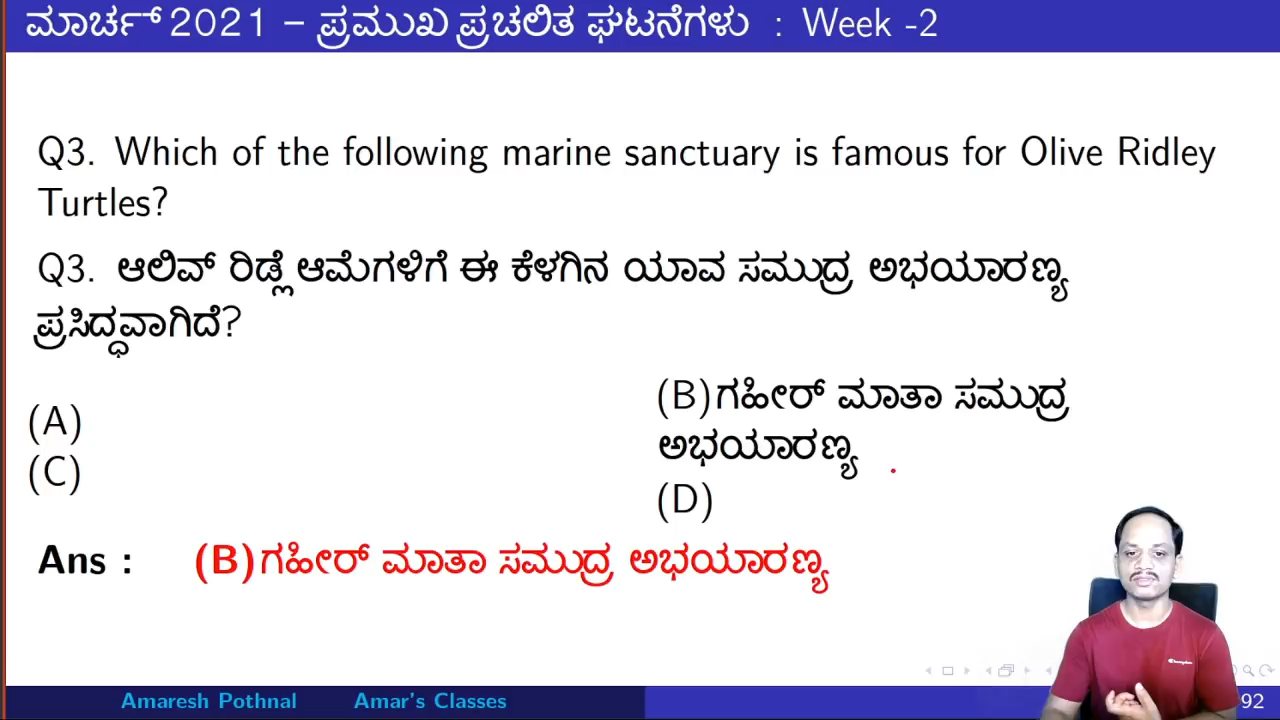 ಮಾರ್ಚ್ 2021 – ಪ್ರಮುಖ ಪ್ರಚಲಿತ ಘಟನೆಗಳು : Week -2
Q3. Which of the following marine sanctuary is famous for Olive Ridley
Turtles?
Q3. ಆಲಿವ್ ರಿಡ್ಲೆ ಆಮೆಗಳಿಗೆ ಈ ಕೆಳಗಿನ ಯಾವ ಸಮುದ್ರ ಅಭಯಾರಣ್ಯ
ಪ್ರಸಿದ್ಧವಾಗಿದೆ?
(A)
(B)ಗಹೀರ್ ಮಾತಾ ಸಮುದ್ರ
ಅಭಯಾರಣ್ಯ
(C)
(D)
Ans : (B)ಗಹೀರ್ ಮಾತಾ ಸಮುದ್ರ ಅಭಯಾರಣ್ಯ
Amaresh Pothnal Amar's Classes 92